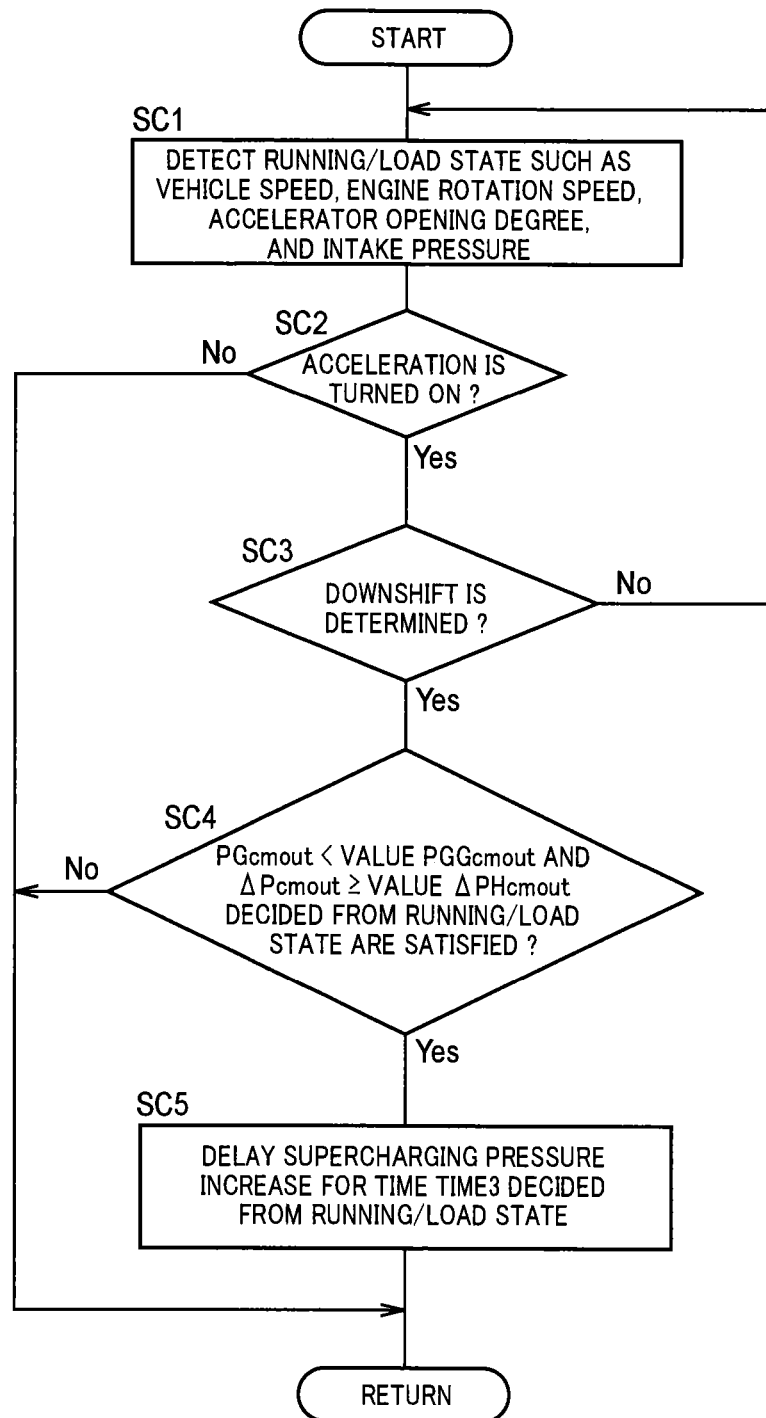 START
SC1
DETECT RUNNING/LOAD STATE SUCH AS
VEHICLE SPEED, ENGINE ROTATION SPEED,
ACCELERATOR OPENING DEGREE,
AND INTAKE PRESSURE
SC2
No
ACCELERATION IS
TURNED ON ?
Yes
SC3
DOWNSHIFT IS
DETERMINED ?
No
Yes
SC4
No
PGcmout < VALUE PGGcmout AND
ΔPcmout ≥ VALUE ΔPHcmout
DECIDED FROM RUNNING/LOAD
STATE ARE SATISFIED ?
Yes
SC5
DELAY SUPERCHARGING PRESSURE
INCREASE FOR TIME TIME3 DECIDED
FROM RUNNING/LOAD STATE
RETURN